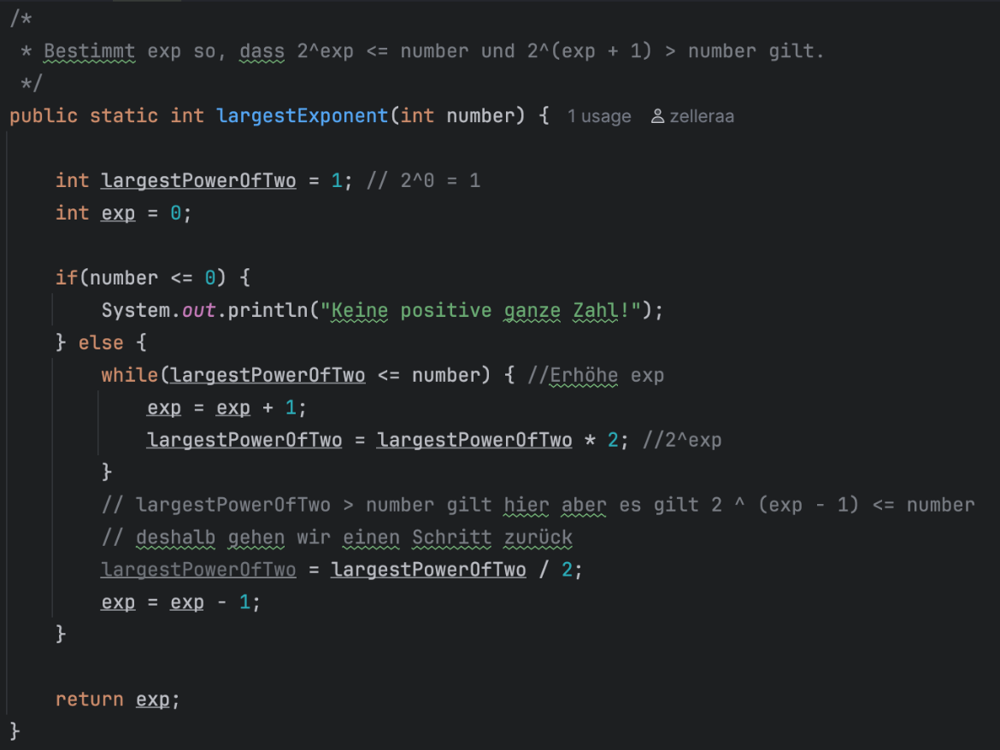 /*
 * Bestimmt exp so, dass 2^exp <= number und 2^(exp + 1) > number gilt.
 */
public static int largestExponent(int number) {  1 usage  zelleraa
    int largestPowerOfTwo = 1; // 2^0 = 1
    int exp = 0;
    if(number <= 0) {
        System.out.println("Keine positive ganze Zahl!");
    } else {
        while(largestPowerOfTwo <= number) { //Erhöhe exp
            exp = exp + 1;
            largestPowerOfTwo = largestPowerOfTwo * 2; //2^exp
        }
        // largestPowerOfTwo > number gilt hier aber es gilt 2 ^ (exp - 1) <= number
        // deshalb gehen wir einen Schritt zurück
        largestPowerOfTwo = largestPowerOfTwo / 2;
        exp = exp - 1;
    }
    return exp;
}